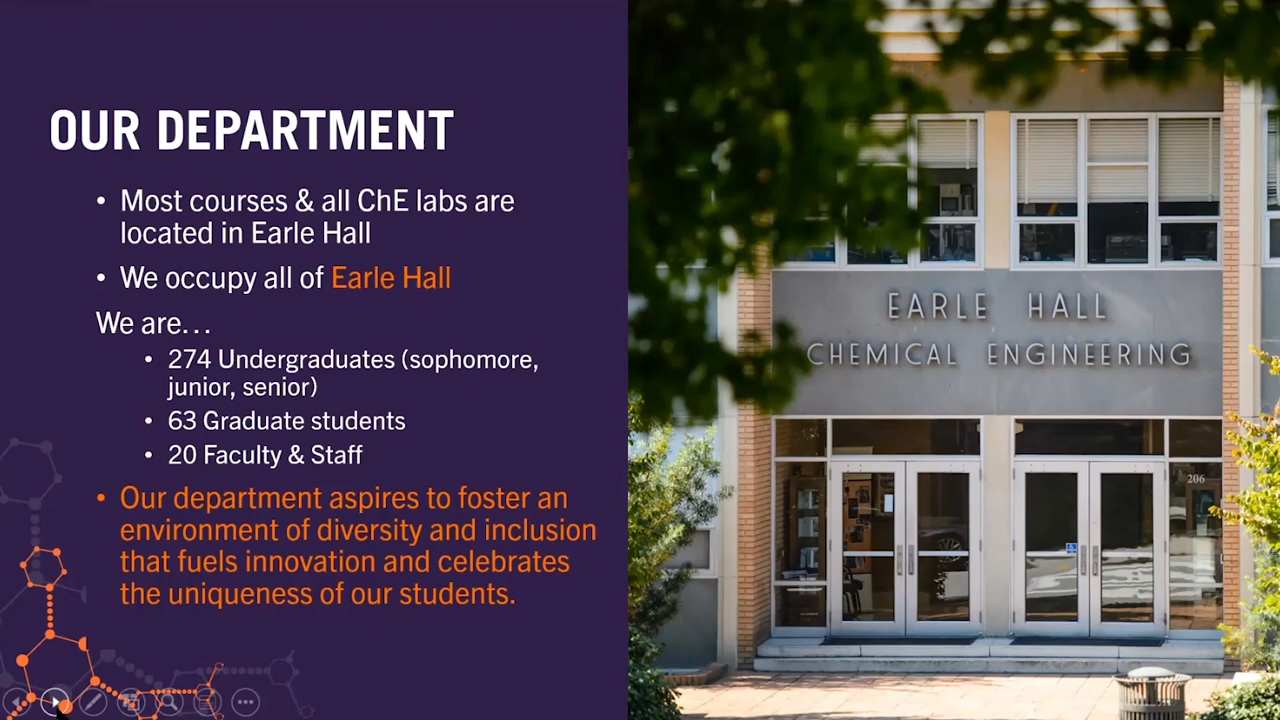 OUR DEPARTMENT
• Most courses & all ChE labs are
located in Earle Hall
• We occupy all of Earle Hall
We are...
• 274 Undergraduates (sophomore,
junior, senior)
• 63 Graduate students
• 20 Faculty & Staff
• Our department aspires to foster an
environment of diversity and inclusion
that fuels innovation and celebrates
the uniqueness of our students.
EARLE HALL
CHEMICAL ENGINEERING
206